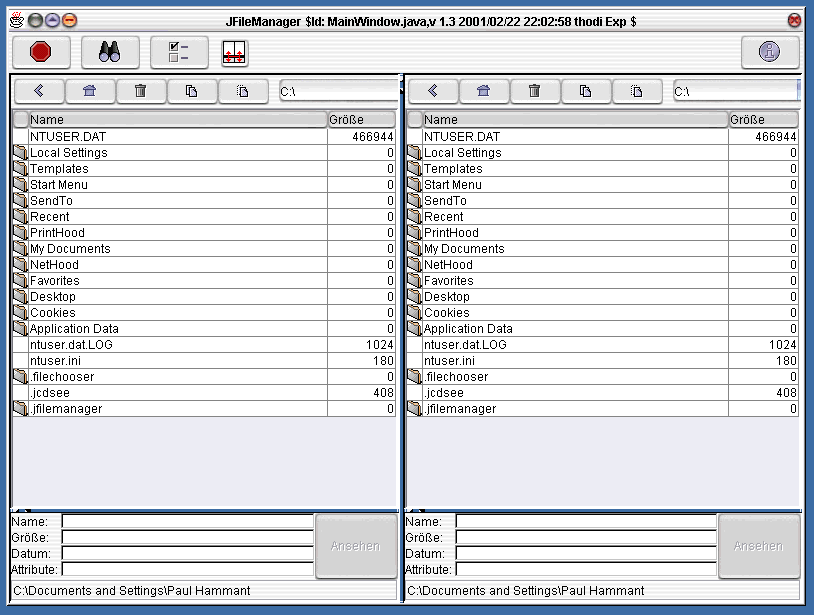 JFileManager $Id: MainWindow.java,v 1.3 2001/02/22 22:02:58 thodi Exp $
C:\
Name Größe
NTUSER.DAT 466944
Local Settings 0
Templates 0
Start Menu 0
SendTo 0
Recent 0
PrintHood 0
My Documents 0
NetHood 0
Favorites 0
Desktop 0
Cookies 0
Application Data 0
ntuser.dat.LOG 1024
ntuser.ini 180
.filechooser 0
.jcdsee 408
.jfilemanager 0
Name:
Größe:
Datum:
Attribute:
Ansehen
C:\Documents and Settings\Paul Hammant
C:\
Name Größe
NTUSER.DAT 466944
Local Settings 0
Templates 0
Start Menu 0
SendTo 0
Recent 0
PrintHood 0
My Documents 0
NetHood 0
Favorites 0
Desktop 0
Cookies 0
Application Data 0
ntuser.dat.LOG 1024
ntuser.ini 180
.filechooser 0
.jcdsee 408
.jfilemanager 0
Name:
Größe:
Datum:
Attribute:
Ansehen
C:\Documents and Settings\Paul Hammant